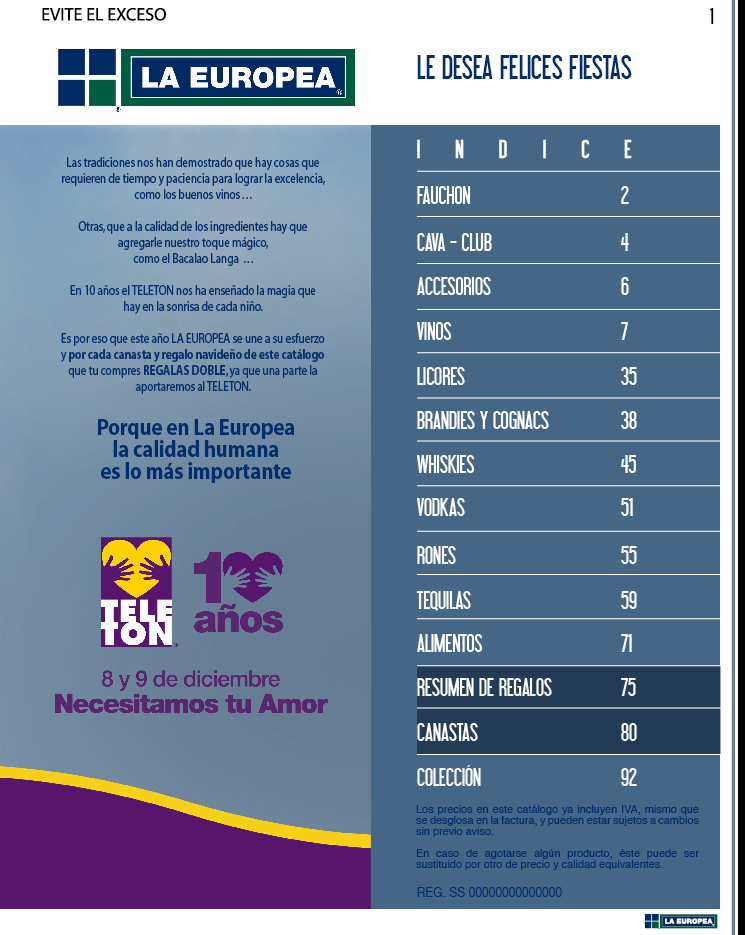 EVITE EL EXCESO
1
LA EUROPEA
LE DESEA FELICES FIESTAS
Las tradiciones nos han demostrado que hay cosas que
requieren de tiempo y paciencia para lograr la excelencia,
como los buenos vinos ...
Otras, que a la calidad de los ingredientes hay que
agregarle nuestro toque mágico,
como el Bacalao Langa ...
En 10 años el TELETON nos ha enseñado la magia que
hay en la sonrisa de cada niño.
Es por eso que este año LA EUROPEA se une a su esfuerzo
y por cada canasta y regalo navideño de este catálogo
que tu compres REGALAS DOBLE, ya que una parte la
aportaremos al TELETON.
Porque en La Europea
la calidad humana
es lo más importante
TELE
TON
10
años
8 y 9 de diciembre
Necesitamos tu Amor
INDICE
FAUCHON 2
CAVA - CLUB 4
ACCESORIOS 6
VINOS 7
LICORES 35
BRANDIES Y COGNACS 38
WHISKIES 45
VODKAS 51
RONES 55
TEQUILAS 59
ALIMENTOS 71
RESUMEN DE REGALOS 75
CANASTAS 80
COLECCIÓN 92
Los precios en este catálogo ya incluyen IVA, mismo que
se desglosa en la factura, y pueden estar sujetos a cambios
sin previo aviso.
En caso de agotarse algún producto, éste puede ser
sustituido por otro de precio y calidad equivalentes.
REG. SS 00000000000000
LA EUROPEA